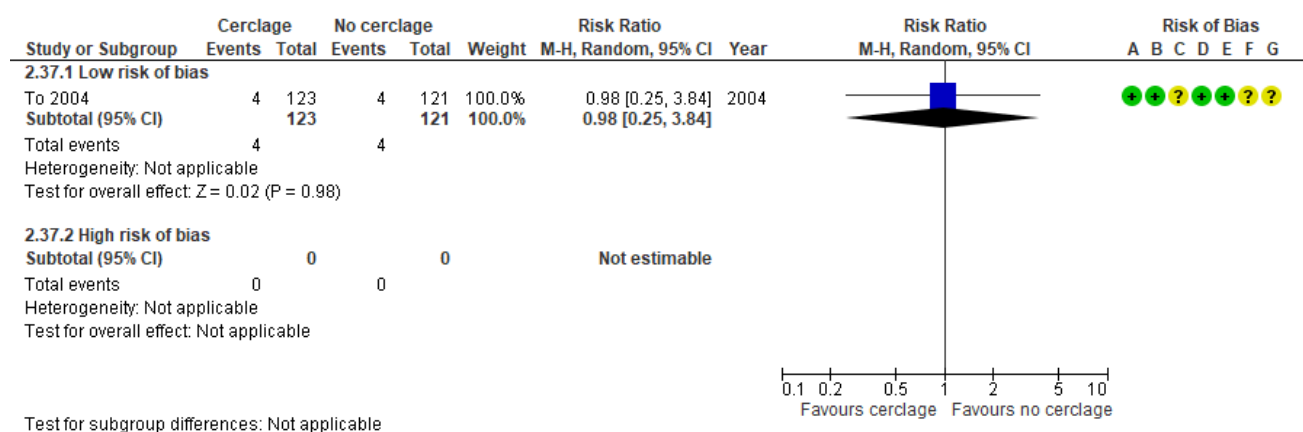 Cerclage No cerclage Risk Ratio Risk Ratio Risk of Bias
Study or Subgroup Events Total Events Total Weight M-H, Random, 95% CI Year M-H, Random, 95% CI A B C D E F G
2.37.1 Low risk of bias
To 2004 4 123 4 121 100.0% 0.98 [0.25, 3.84] 2004 + + ? + + ? ?
Subtotal (95% CI) 123 121 100.0% 0.98 [0.25, 3.84]
Total events 4 4
Heterogeneity: Not applicable
Test for overall effect: Z = 0.02 (P = 0.98)
2.37.2 High risk of bias
Subtotal (95% CI) 0 0 Not estimable
Total events 0 0
Heterogeneity: Not applicable
Test for overall effect: Not applicable
0.1 0.2 0.5 1 2 5 10
Favours cerclage Favours no cerclage
Test for subgroup differences: Not applicable